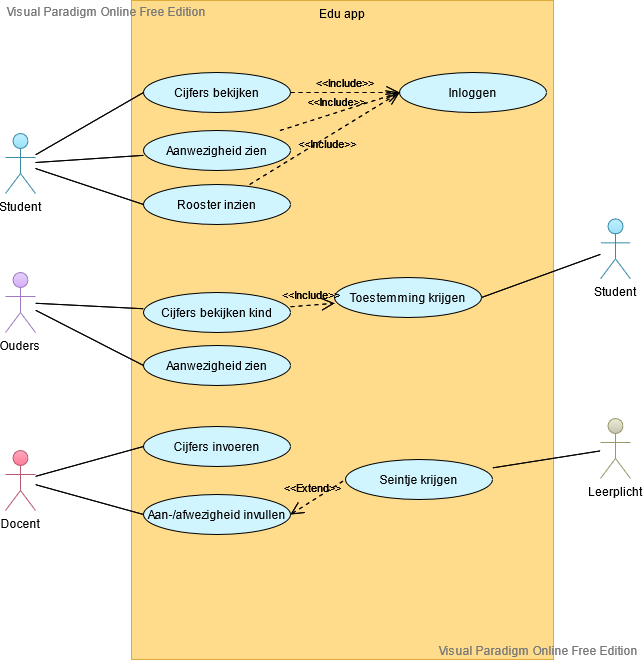 Visual Paradigm Online Free Edition
Edu app
Cijfers bekijken
<<Include>>
Inloggen
<<Include>>
Aanwezigheid zien
<<Include>>
Student
Rooster inzien
Student
<<Include>>
Toestemming krijgen
Cijfers bekijken kind
Ouders
Aanwezigheid zien
Cijfers invoeren
Seintje krijgen
<<Extend>>
Leerplicht
Docent
Aan-/afwezigheid invullen
Visual Paradigm Online Free Edition